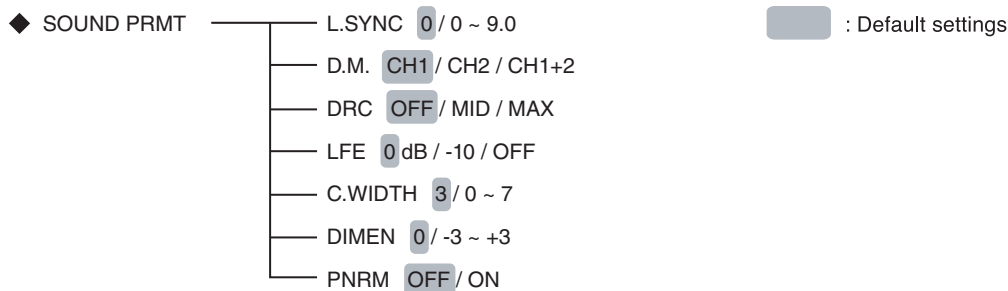 ◆ SOUND PRMT L.SYNC 0 / 0 ~ 9.0 : Default settings
D.M. CH1 / CH2 / CH1+2
DRC OFF / MID / MAX
LFE 0 dB / -10 / OFF
C.WIDTH 3 / 0 ~ 7
DIMEN 0 / -3 ~ +3
PNRM OFF / ON